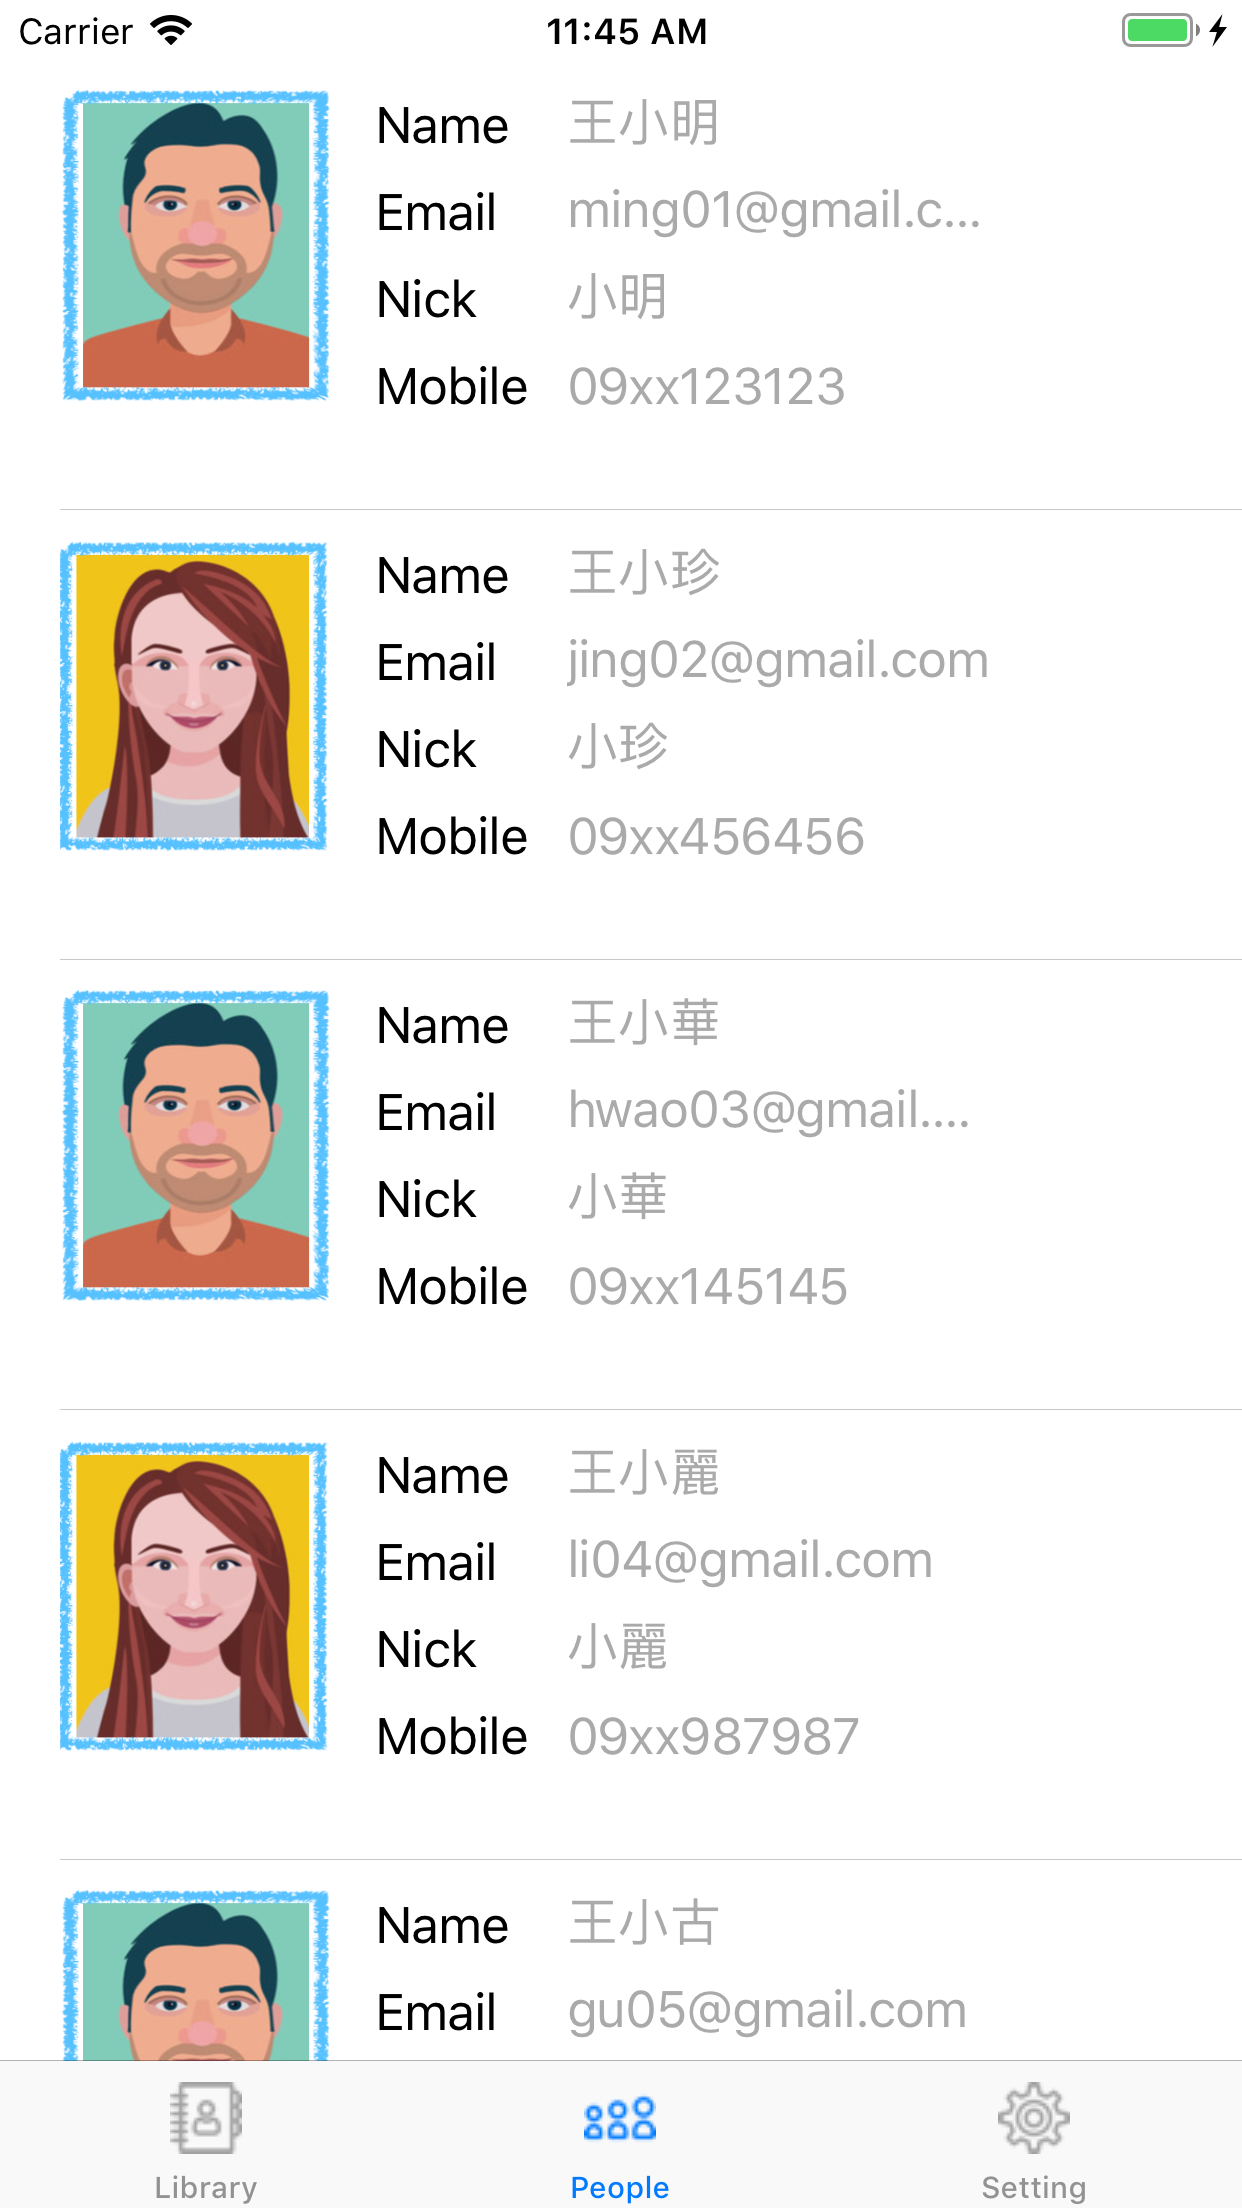 Carrier 11:45 AM
Name 王小明
Email ming01@gmail.c...
Nick 小明
Mobile 09xx123123
Name 王小珍
Email jing02@gmail.com
Nick 小珍
Mobile 09xx456456
Name 王小華
Email hwao03@gmail....
Nick 小華
Mobile 09xx145145
Name 王小麗
Email li04@gmail.com
Nick 小麗
Mobile 09xx987987
Name 王小古
Email gu05@gmail.com
Library People Setting